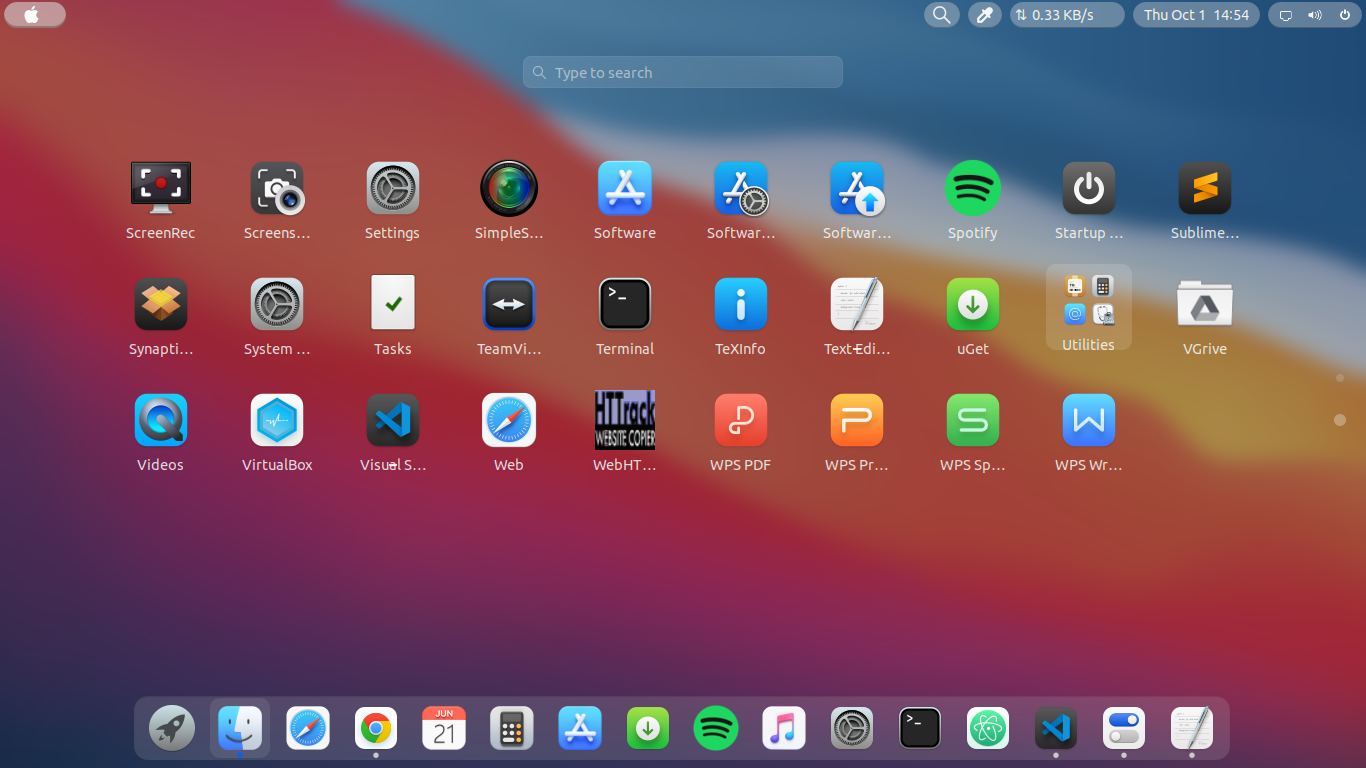 0.33 KB/s
Thu Oct 1 14:54
Type to search
ScreenRec
Screens...
Settings
SimpleS...
Software
Softwar...
Softwar...
Spotify
Startup ...
Sublime...
Synapti...
System ...
Tasks
TeamVi...
Terminal
TeXInfo
Text Edi...
uGet
Utilities
VGrive
Videos
VirtualBox
Visual S...
Web
HTTrack
WEBSITE COPIER
WebHT...
WPS PDF
WPS Pr...
WPS Sp...
WPS Wr...
JUN
21